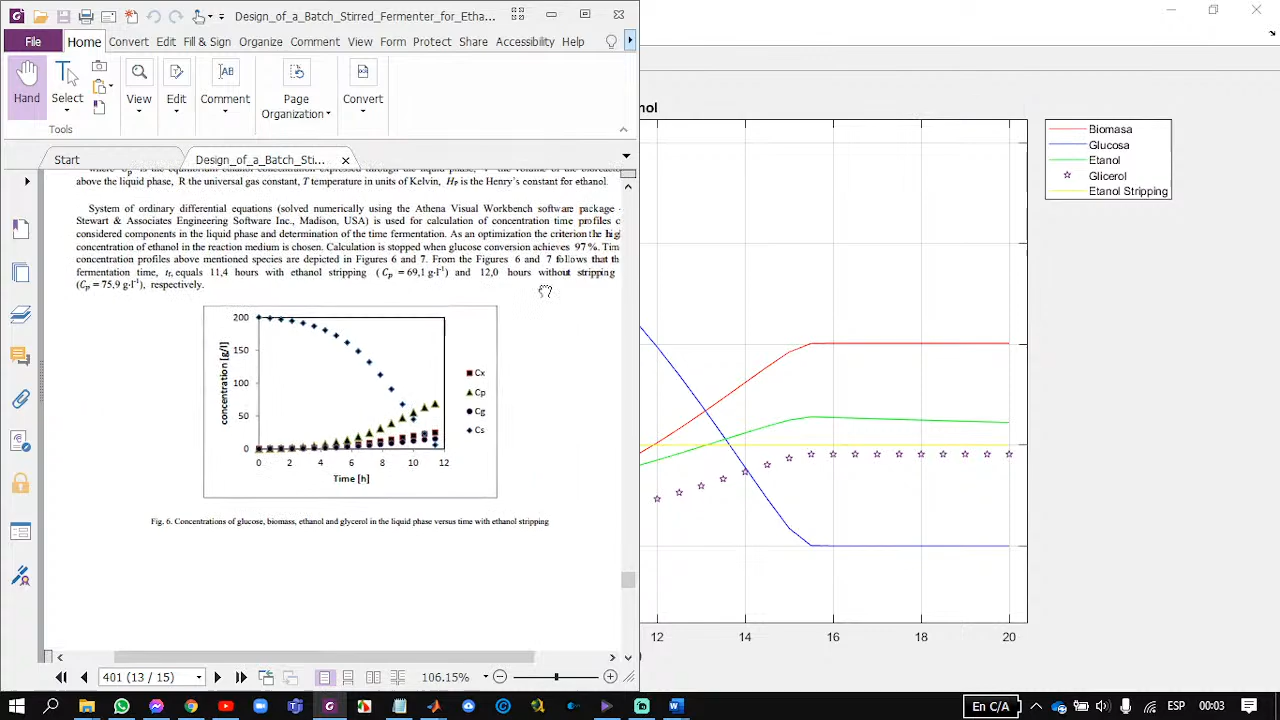 Design_of_a_Batch_Stirred_Fermenter_for_Etha...
File Home Convert Edit Fill & Sign Organize Comment View Form Protect Share Accessibility Help
Hand
Select
View
Edit
Comment
Page
Organization
Convert
Tools
Start
Design_of_a_Batch_Sti...
above the liquid phase, R the universal gas constant, T temperature in units of Kelvin, HP is the Henry's constant for ethanol.
System of ordinary differential equations (solved numerically using the Athena Visual Workbench software package -
Stewart & Associates Engineering Software Inc., Madison, USA) is used for calculation of concentration time profiles
considered components in the liquid phase and determination of the time fermentation. As an optimization the criterion the
concentration of ethanol in the reaction medium is chosen. Calculation is stopped when glucose conversion achieves 97%.
concentration profiles above mentioned species are depicted in Figures 6 and 7. From the Figures 6 and 7 follows that
fermentation time, tf, equals 11,4 hours with ethanol stripping (CP = 69,1 g·l-1) and 12,0 hours without stripping
(CP = 75,9 g·l-1), respectively.
200
150
100
50
0
concentration [g/l]
0 2 4 6 8 10 12
Time [h]
Cx
Cp
Cg
Cs
Fig. 6. Concentrations of glucose, biomass, ethanol and glycerol in the liquid phase versus time with ethanol stripping
401 (13 / 15)
106.15%
nol
Biomasa
Glucosa
Etanol
Glicerol
Etanol Stripping
12 14 16 18 20
En C/A
ESP
00:03